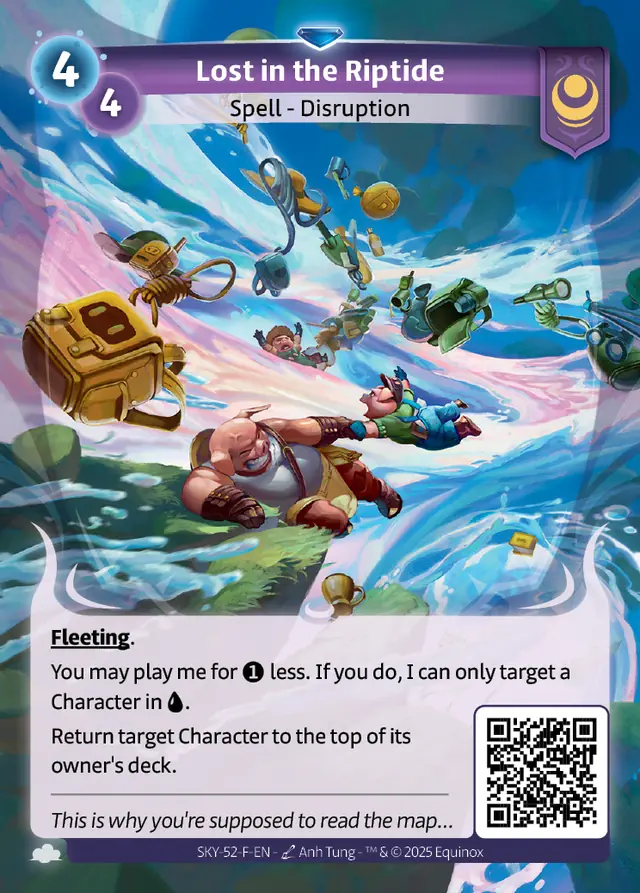 4
4
Lost in the Riptide
Spell - Disruption
Fleeting.
You may play me for 1 less. If you do, I can only target a
Character in .
Return target Character to the top of its
owner's deck.
This is why you're supposed to read the map...
SKY-52-F-EN - Anh Tung - ™ & © 2025 Equinox